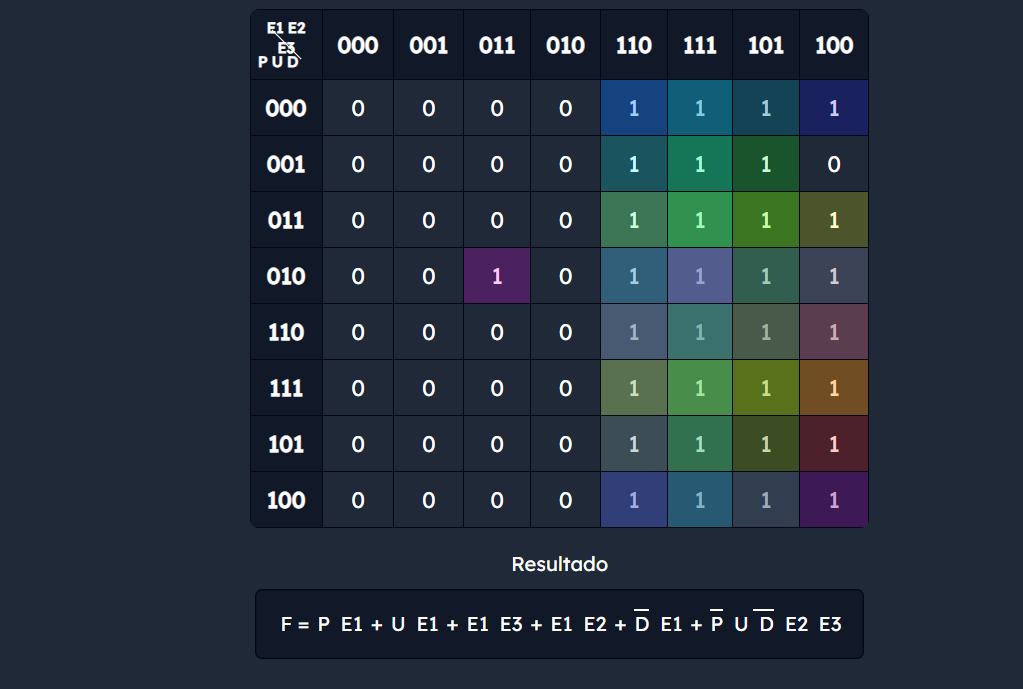 E1 E2
E3
P U D
000 001 011 010 110 111 101 100
000 0 0 0 0 1 1 1 1
001 0 0 0 0 1 1 1 0
011 0 0 0 0 1 1 1 1
010 0 0 1 0 1 1 1 1
110 0 0 0 0 1 1 1 1
111 0 0 0 0 1 1 1 1
101 0 0 0 0 1 1 1 1
100 0 0 0 0 1 1 1 1
Resultado
F = P E1 + U E1 + E1 E3 + E1 E2 + D̅ E1 + P̅ U D̅ E2 E3